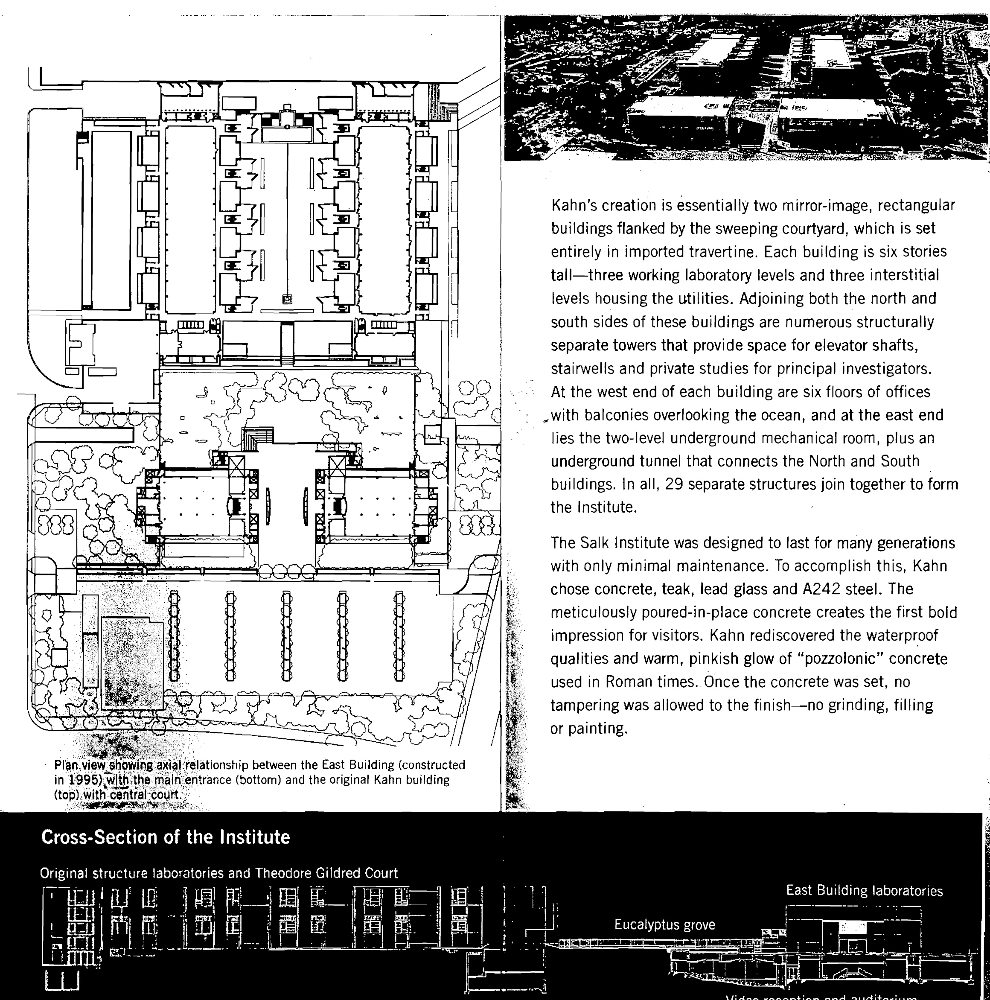 Kahn's creation is essentially two mirror-image, rectangular
buildings flanked by the sweeping courtyard, which is set
entirely in imported travertine. Each building is six stories
tall—three working laboratory levels and three interstitial
levels housing the utilities. Adjoining both the north and
south sides of these buildings are numerous structurally
separate towers that provide space for elevator shafts,
stairwells and private studies for principal investigators.
At the west end of each building are six floors of offices
with balconies overlooking the ocean, and at the east end
lies the two-level underground mechanical room, plus an
underground tunnel that connects the North and South
buildings. In all, 29 separate structures join together to form
the Institute.
The Salk Institute was designed to last for many generations
with only minimal maintenance. To accomplish this, Kahn
chose concrete, teak, lead glass and A242 steel. The
meticulously poured-in-place concrete creates the first bold
impression for visitors. Kahn rediscovered the waterproof
qualities and warm, pinkish glow of “pozzolonic” concrete
used in Roman times. Once the concrete was set, no
tampering was allowed to the finish—no grinding, filling
or painting.
Plan view showing axial relationship between the East Building (constructed
in 1995) with the main entrance (bottom) and the original Kahn building
(top) with central court.
Cross-Section of the Institute
Original structure laboratories and Theodore Gildred Court
East Building laboratories
Eucalyptus grove
Video reception and auditorium